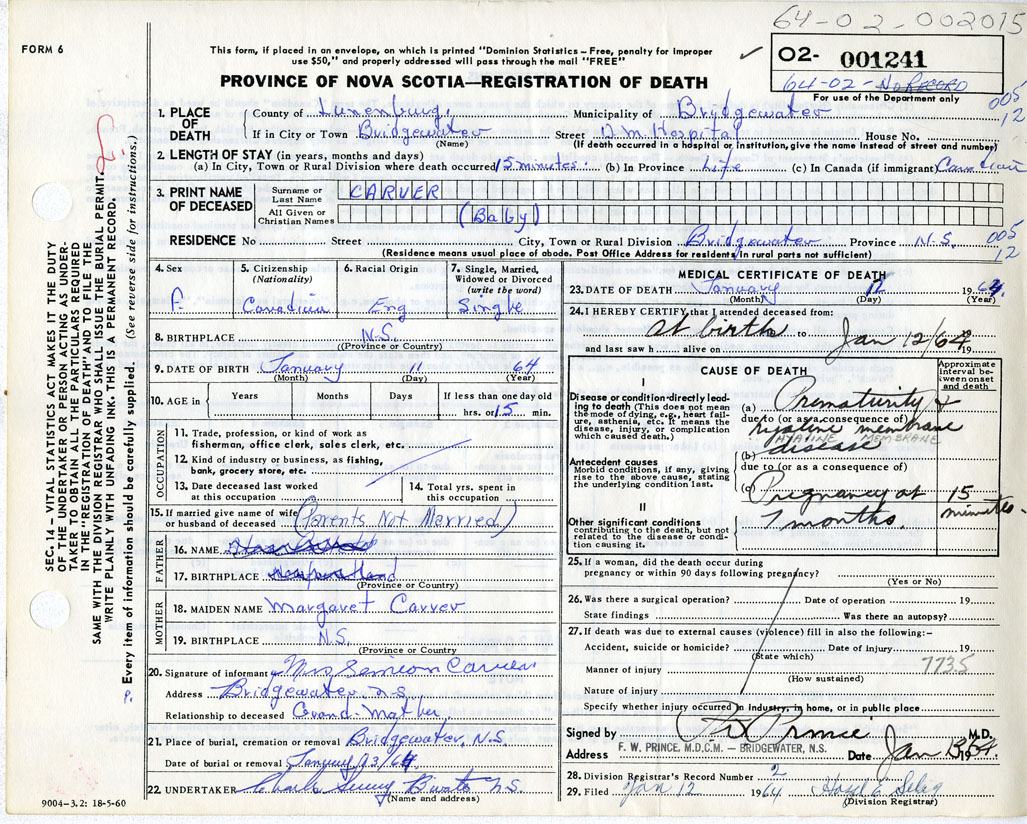 64-02-002015
FORM 6
This form, if placed in an envelope, on which is printed "Dominion Statistics – Free, penalty for improper
use $50," and properly addressed will pass through the mail "FREE"
PROVINCE OF NOVA SCOTIA—REGISTRATION OF DEATH
02- 001241
64-02-No RECORD
For use of the Department only
005
12
1. PLACE OF DEATH
County of Lunenburg Municipality of Bridgewater
If in City or Town Bridgewater Street D.M. Hospital House No.
(Name) (If death occurred in a hospital or institution, give the name instead of street and number)
2. LENGTH OF STAY (in years, months and days)
(a) In City, Town or Rural Division where death occurred 15 minutes. (b) In Province Life (c) In Canada (if immigrant)
3. PRINT NAME OF DECEASED
Surname or Last Name CARVER
All Given or Christian Names (Baby)
RESIDENCE No Street City, Town or Rural Division Bridgewater Province N.S. 005
12
(Residence means usual place of abode. Post Office Address for residents in rural parts not sufficient)
4. Sex F.
5. Citizenship (Nationality) Canadian
6. Racial Origin Eng
7. Single, Married, Widowed or Divorced (write the word) Single
8. BIRTHPLACE N.S.
(Province or Country)
9. DATE OF BIRTH January 11 64
(Month) (Day) (Year)
10. AGE in Years Months Days If less than one day old
hrs. or 15 min.
OCCUPATION
11. Trade, profession, or kind of work as
fisherman, office clerk, sales clerk, etc.
12. Kind of industry or business, as fishing,
bank, grocery store, etc.
13. Date deceased last worked
at this occupation
14. Total yrs. spent in
this occupation
15. If married give name of wife
or husband of deceased (Parents Not Married)
FATHER
16. NAME
17. BIRTHPLACE
(Province or Country)
MOTHER
18. MAIDEN NAME Margaret Carver
19. BIRTHPLACE N.S.
(Province or Country)
20. Signature of informant Mrs Simeon Carver
Address Bridgewater, N.S.
Relationship to deceased Grand-Mother
21. Place of burial, cremation or removal Bridgewater, N.S.
Date of burial or removal January 13/64
22. UNDERTAKER N.S.
(Name and address)
9004–3.2: 18-5-60
MEDICAL CERTIFICATE OF DEATH
23. DATE OF DEATH January 12 1964
(Month) (Day) (Year)
24. I HEREBY CERTIFY that I attended deceased from:
at birth to Jan 12/64 19
and last saw h alive on 19
CAUSE OF DEATH
Approximate interval between onset and death
I
Disease or condition directly leading to death (This does not
mean the mode of dying, e.g., heart failure, asthenia, etc. It means the
disease, injury, or complication
which caused death.)
(a) Prematurity &
due to (or as a consequence of)
hyaline membrane
HYALINE MEMBRANE
(b) disease
Antecedent causes
Morbid conditions, if any, giving
rise to the above cause, stating
the underlying condition last.
due to (or as a consequence of)
(c) Pregnancy at 15
7 months. minutes.
II
Other significant conditions
contributing to the death, but not
related to the disease or condition
causing it.
25. If a woman, did the death occur during
pregnancy or within 90 days following pregnancy?
(Yes or No)
26. Was there a surgical operation? Date of operation 19
State findings Was there an autopsy?
27. If death was due to external causes (violence) fill in also the following:–
Accident, suicide or homicide? Date of injury 19
(State which)
7735
Manner of injury
(How sustained)
Nature of injury
Specify whether injury occurred in industry, in home, or in public place
Signed by F W Prince M.D.
Address F. W. PRINCE, M.D.C.M. — BRIDGEWATER, N.S. Date Jan 13 1964
28. Division Registrar's Record Number 2
29. Filed Jan 12 1964 Hazel E Selig
(Division Registrar)
SEC. 14 – VITAL STATISTICS ACT MAKES IT THE DUTY
OF THE UNDERTAKER OR PERSON ACTING AS UNDER-
TAKER TO OBTAIN ALL THE PARTICULARS REQUIRED
IN THE "REGISTRATION OF DEATH" AND TO FILE THE
SAME WITH THE DIVISION REGISTRAR WHO SHALL ISSUE THE BURIAL PERMIT.
WRITE PLAINLY WITH UNFADING INK. THIS IS A PERMANENT RECORD.
Every item of information should be carefully supplied. (See reverse side for instructions.)
P.